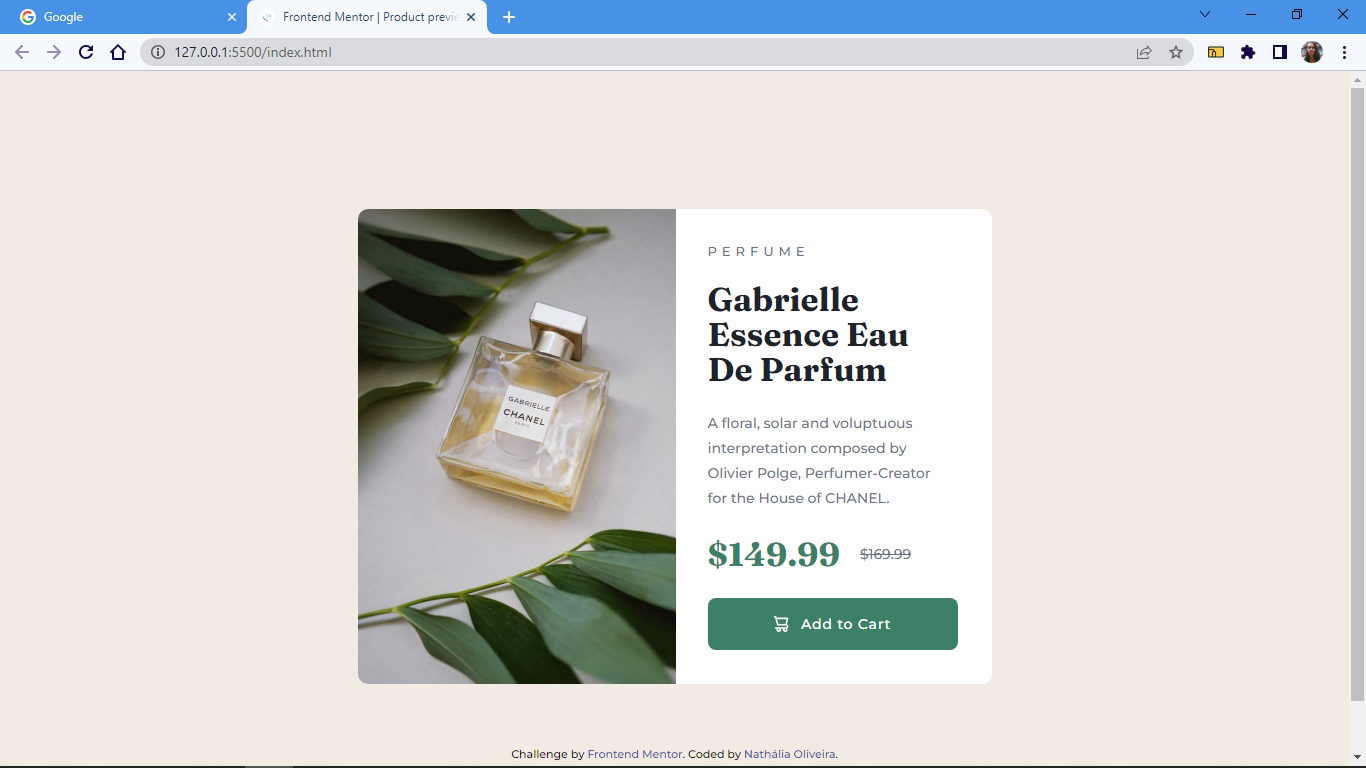 Google
Frontend Mentor | Product previe
127.0.0.1:5500/index.html
GABRIELLE
CHANEL
PARIS
PERFUME
Gabrielle
Essence Eau
De Parfum
A floral, solar and voluptuous
interpretation composed by
Olivier Polge, Perfumer-Creator
for the House of CHANEL.
$149.99 $169.99
Add to Cart
Challenge by Frontend Mentor. Coded by Nathália Oliveira.